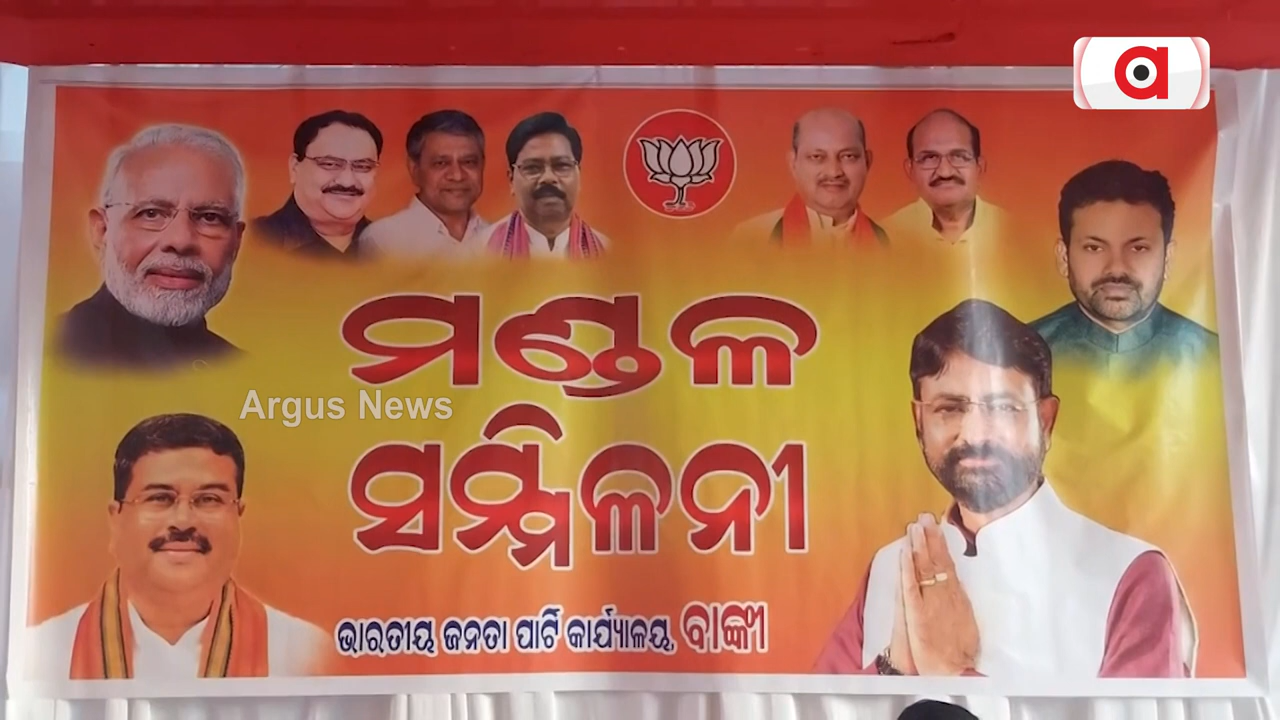 ମଣ୍ଡଳ
Argus News
ସମ୍ମିଳନୀ
ଭାରତୀୟ ଜନତା ପାର୍ଟି କାର୍ଯ୍ୟାଳୟ, ବାଙ୍କୀ